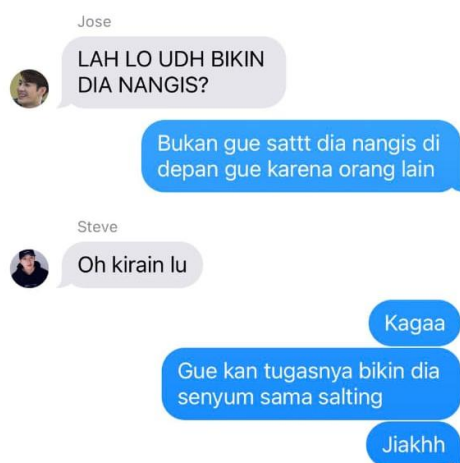 Jose
LAH LO UDH BIKIN
DIA NANGIS?
Bukan gue sattt dia nangis di
depan gue karena orang lain
Steve
Oh kirain lu
Kagaa
Gue kan tugasnya bikin dia
senyum sama salting
Jiakhh